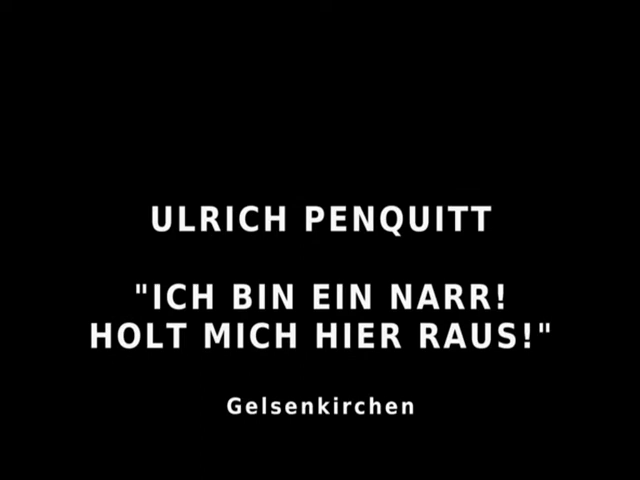 ULRICH PENQUITT
"ICH BIN EIN NARR!
HOLT MICH HIER RAUS!"
Gelsenkirchen